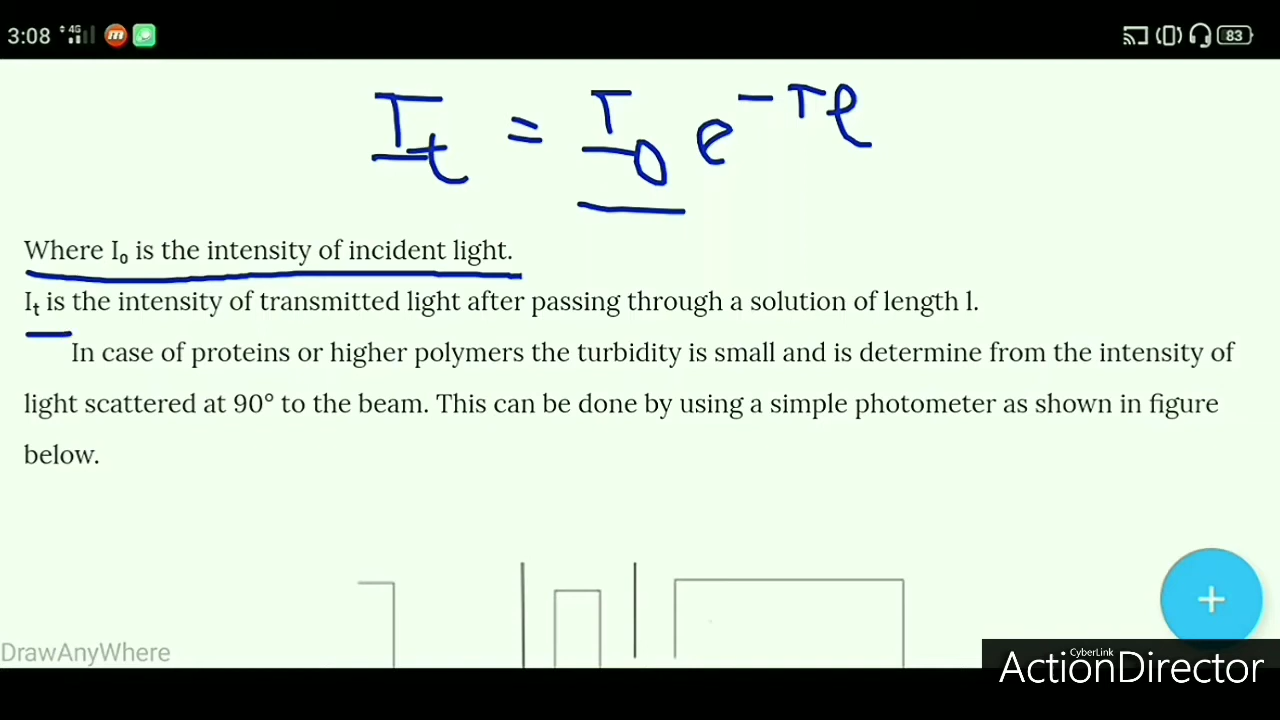 3:08 4G 83
I_t = I_0 e^{-τl}
Where I₀ is the intensity of incident light.
Iₜ is the intensity of transmitted light after passing through a solution of length l.
In case of proteins or higher polymers the turbidity is small and is determine from the intensity of
light scattered at 90° to the beam. This can be done by using a simple photometer as shown in figure
below.
+
DrawAnyWhere
CyberLink
ActionDirector